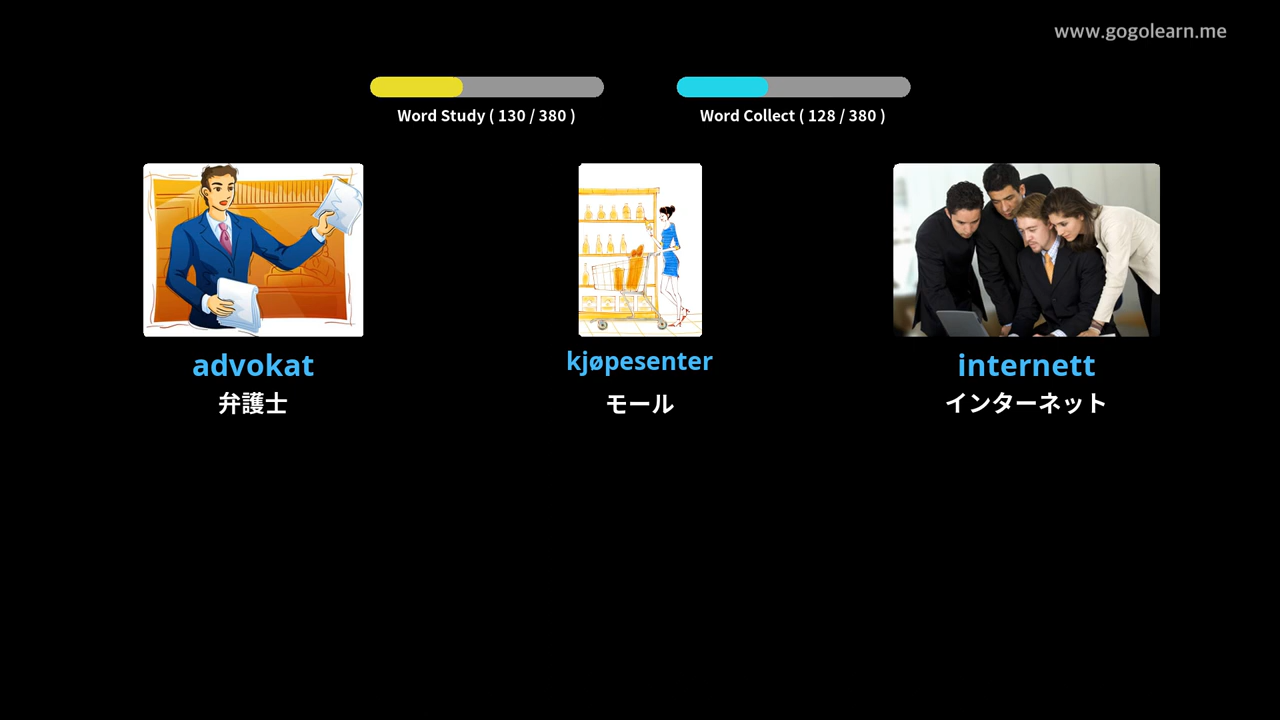 www.gogolearn.me
Word Study ( 130 / 380 )
Word Collect ( 128 / 380 )
advokat
弁護士
kjøpesenter
モール
internett
インターネット